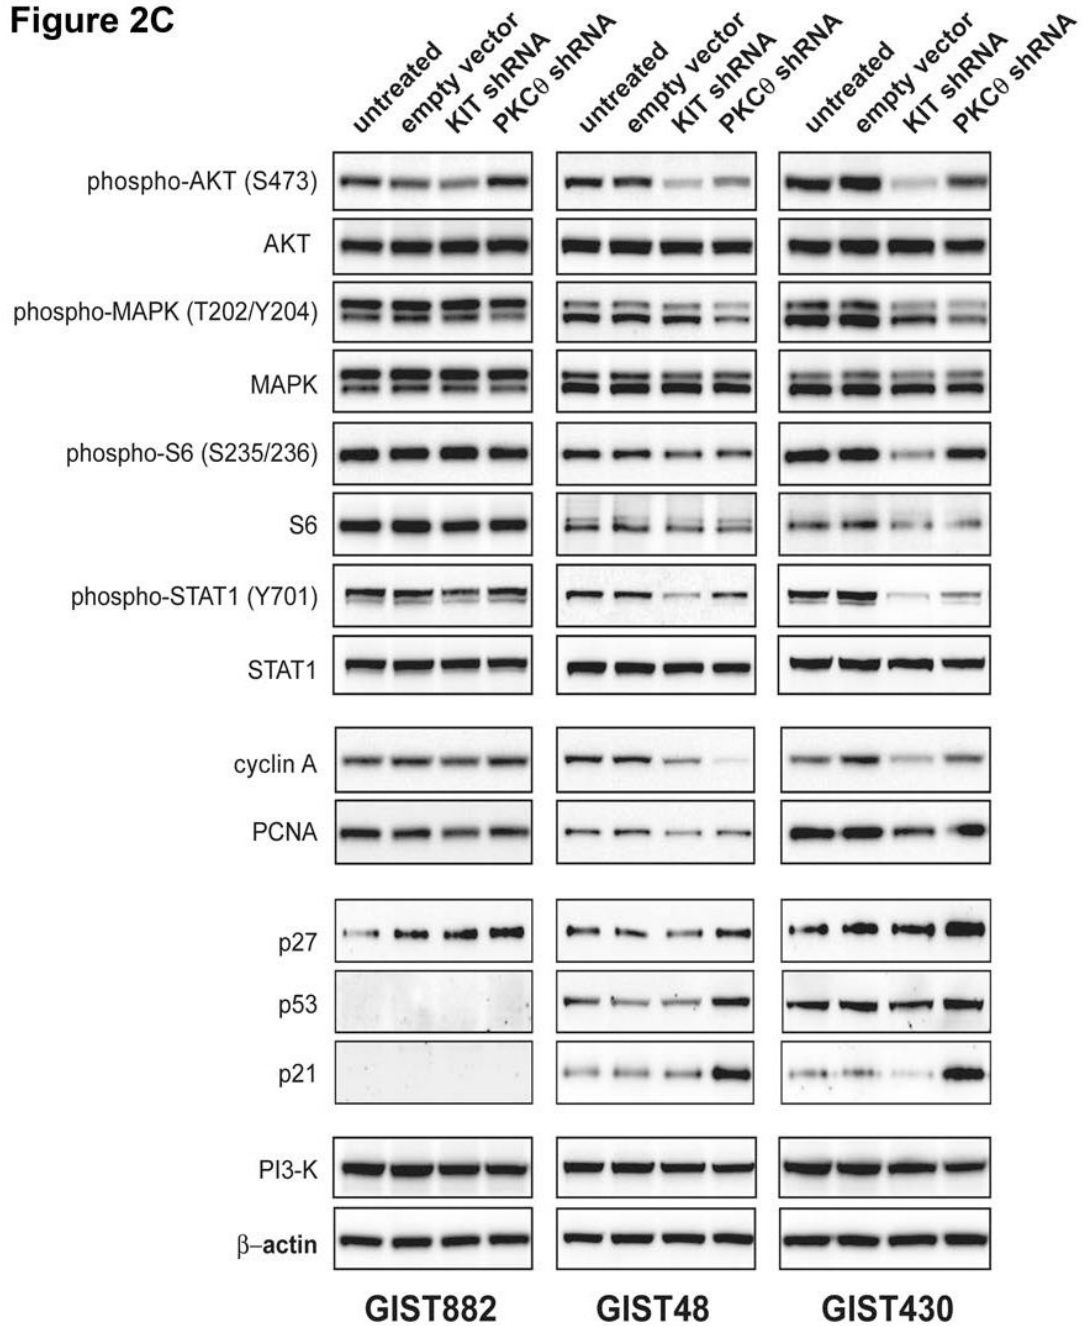 Figure 2C
untreated
empty vector
KIT shRNA
PKCθ shRNA
untreated
empty vector
KIT shRNA
PKCθ shRNA
untreated
empty vector
KIT shRNA
PKCθ shRNA
phospho-AKT (S473)
AKT
phospho-MAPK (T202/Y204)
MAPK
phospho-S6 (S235/236)
S6
phospho-STAT1 (Y701)
STAT1
cyclin A
PCNA
p27
p53
p21
PI3-K
β–actin
GIST882 GIST48 GIST430